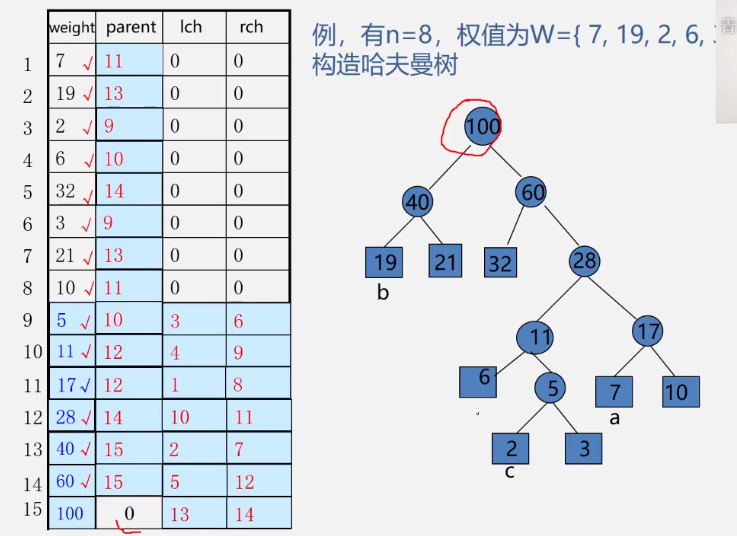 weight parent lch rch
1 7 √ 11 0 0
2 19 √ 13 0 0
3 2 √ 9 0 0
4 6 √ 10 0 0
5 32 √ 14 0 0
6 3 √ 9 0 0
7 21 √ 13 0 0
8 10 √ 11 0 0
9 5 √ 10 3 6
10 11 √ 12 4 9
11 17 √ 12 1 8
12 28 √ 14 10 11
13 40 √ 15 2 7
14 60 √ 15 5 12
15 100 0 13 14
例，有n=8，权值为W={ 7, 19, 2, 6,
构造哈夫曼树
100
40 60
19 21 32 28
b
11 17
6 5 7 10
a
2 3
c